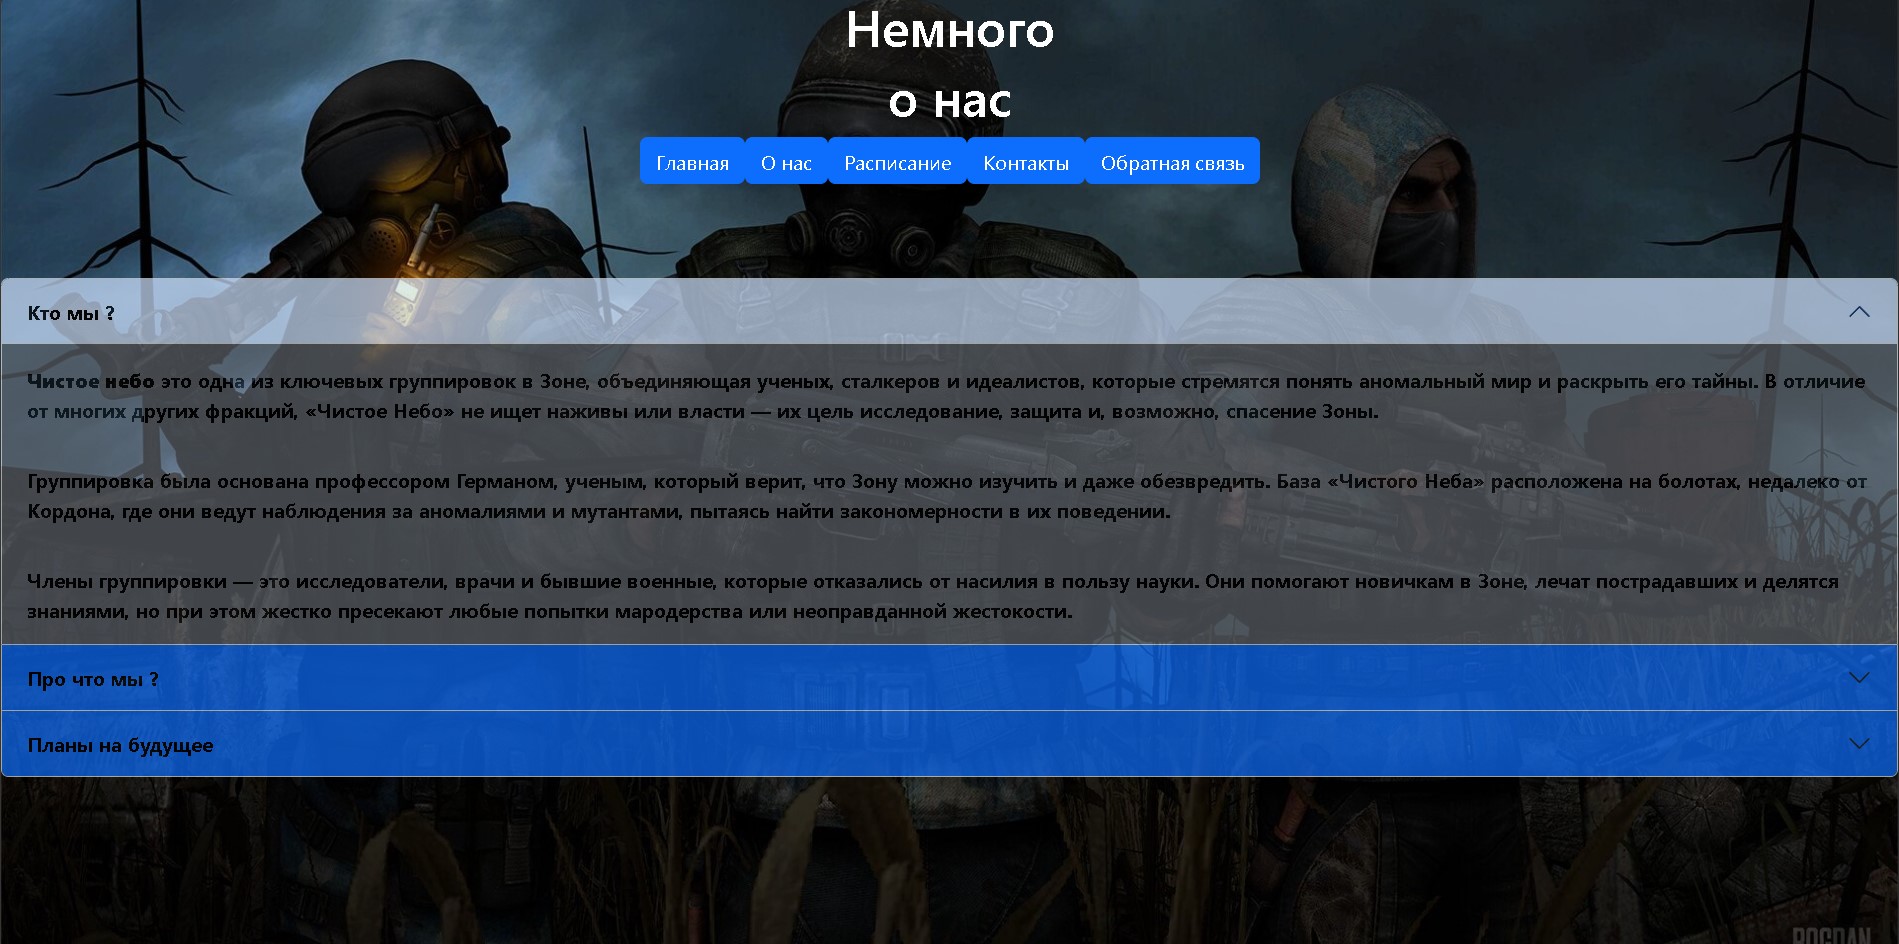 Немного
о нас
Главная О нас Расписание Контакты Обратная связь
Кто мы ?
Чистое небо это одна из ключевых группировок в Зоне, объединяющая ученых, сталкеров и идеалистов, которые стремятся понять аномальный мир и раскрыть его тайны. В отличие
от многих других фракций, «Чистое Небо» не ищет наживы или власти — их цель исследование, защита и, возможно, спасение Зоны.
Группировка была основана профессором Германом, ученым, который верит, что Зону можно изучить и даже обезвредить. База «Чистого Неба» расположена на болотах, недалеко от
Кордона, где они ведут наблюдения за аномалиями и мутантами, пытаясь найти закономерности в их поведении.
Члены группировки — это исследователи, врачи и бывшие военные, которые отказались от насилия в пользу науки. Они помогают новичкам в Зоне, лечат пострадавших и делятся
знаниями, но при этом жестко пресекают любые попытки мародерства или неоправданной жестокости.
Про что мы ?
Планы на будущее
BOGDAN